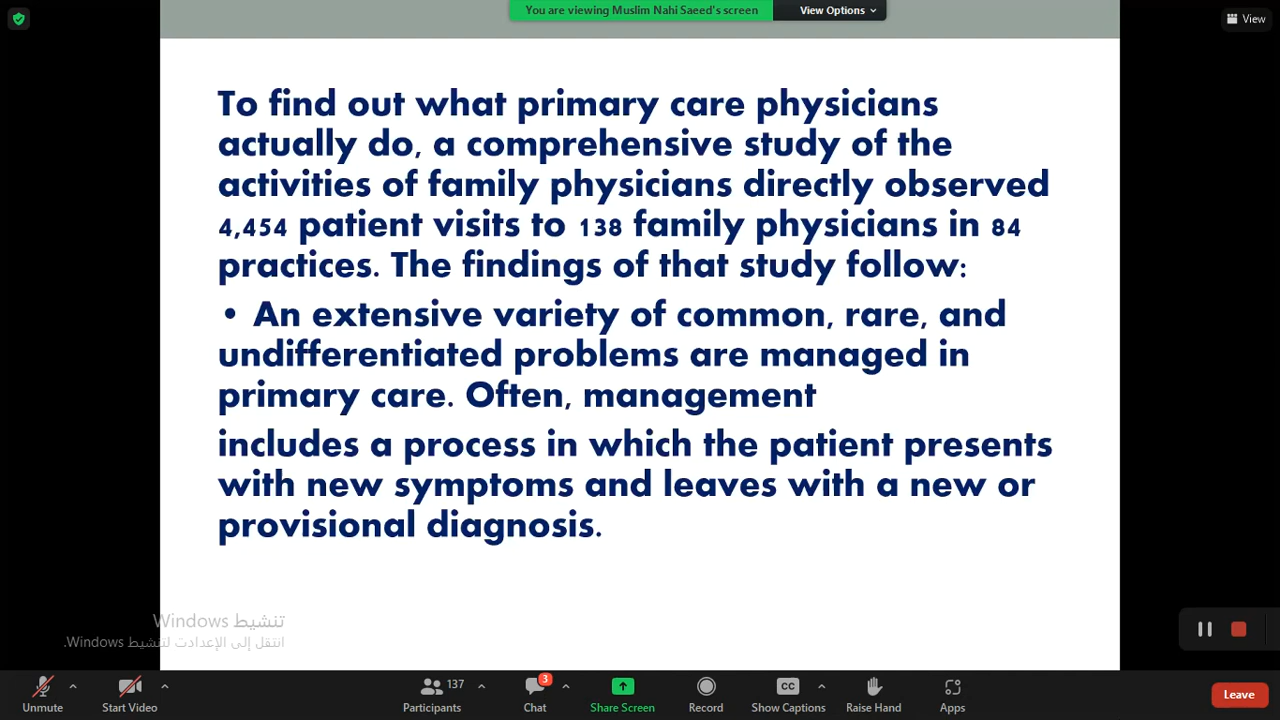 You are viewing Muslim Nahi Saeed's screen
View Options
View
To find out what primary care physicians
actually do, a comprehensive study of the
activities of family physicians directly observed
4,454 patient visits to 138 family physicians in 84
practices. The findings of that study follow:
• An extensive variety of common, rare, and
undifferentiated problems are managed in
primary care. Often, management
includes a process in which the patient presents
with new symptoms and leaves with a new or
provisional diagnosis.
تنشيط Windows
انتقل إلى الإعدادت لتنشيط Windows.
Unmute
Start Video
137
Participants
3
Chat
Share Screen
Record
CC
Show Captions
Raise Hand
Apps
Leave